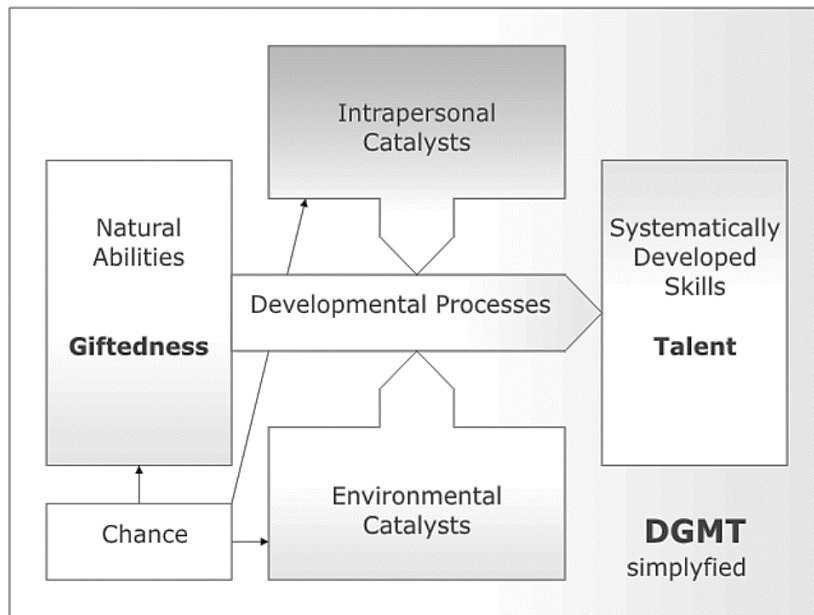 Intrapersonal
Catalysts
Natural
Abilities
Giftedness
Developmental Processes
Systematically
Developed
Skills
Talent
Chance
Environmental
Catalysts
DGMT
simplyfied